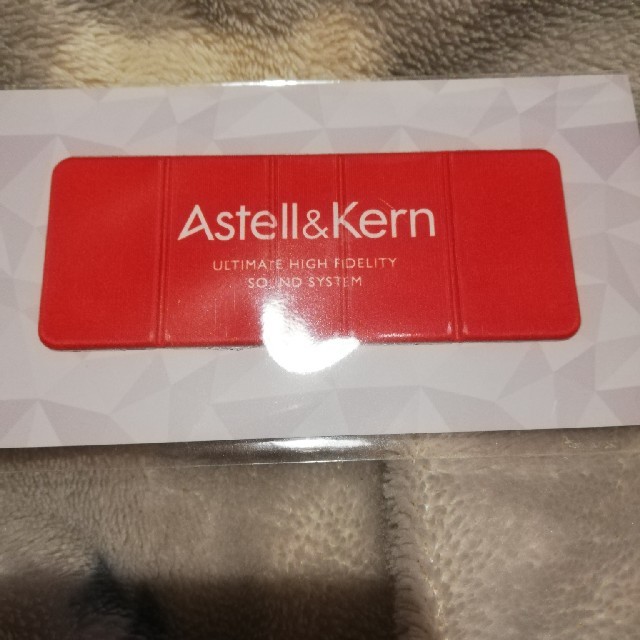 Astell&Kern
ULTIMATE HIGH FIDELITY
SOUND SYSTEM